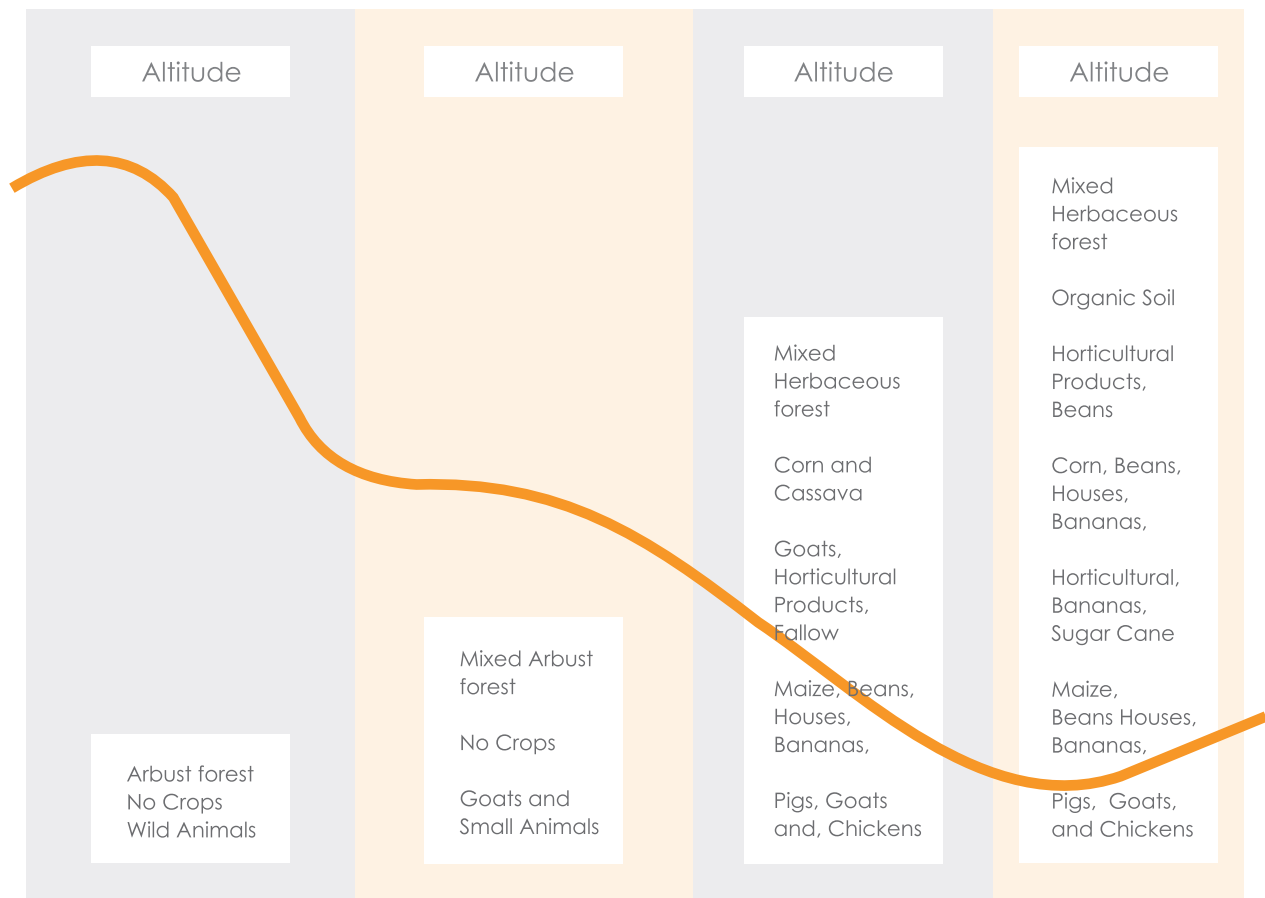 Altitude
Altitude
Altitude
Altitude
Arbust forest
No Crops
Wild Animals
Mixed Arbust
forest
No Crops
Goats and
Small Animals
Mixed
Herbaceous
forest
Corn and
Cassava
Goats,
Horticultural
Products,
Fallow
Maize, Beans,
Houses,
Bananas,
Pigs, Goats
and, Chickens
Mixed
Herbaceous
forest
Organic Soil
Horticultural
Products,
Beans
Corn, Beans,
Houses,
Bananas,
Horticultural,
Bananas,
Sugar Cane
Maize,
Beans Houses,
Bananas,
Pigs,  Goats,
and Chickens